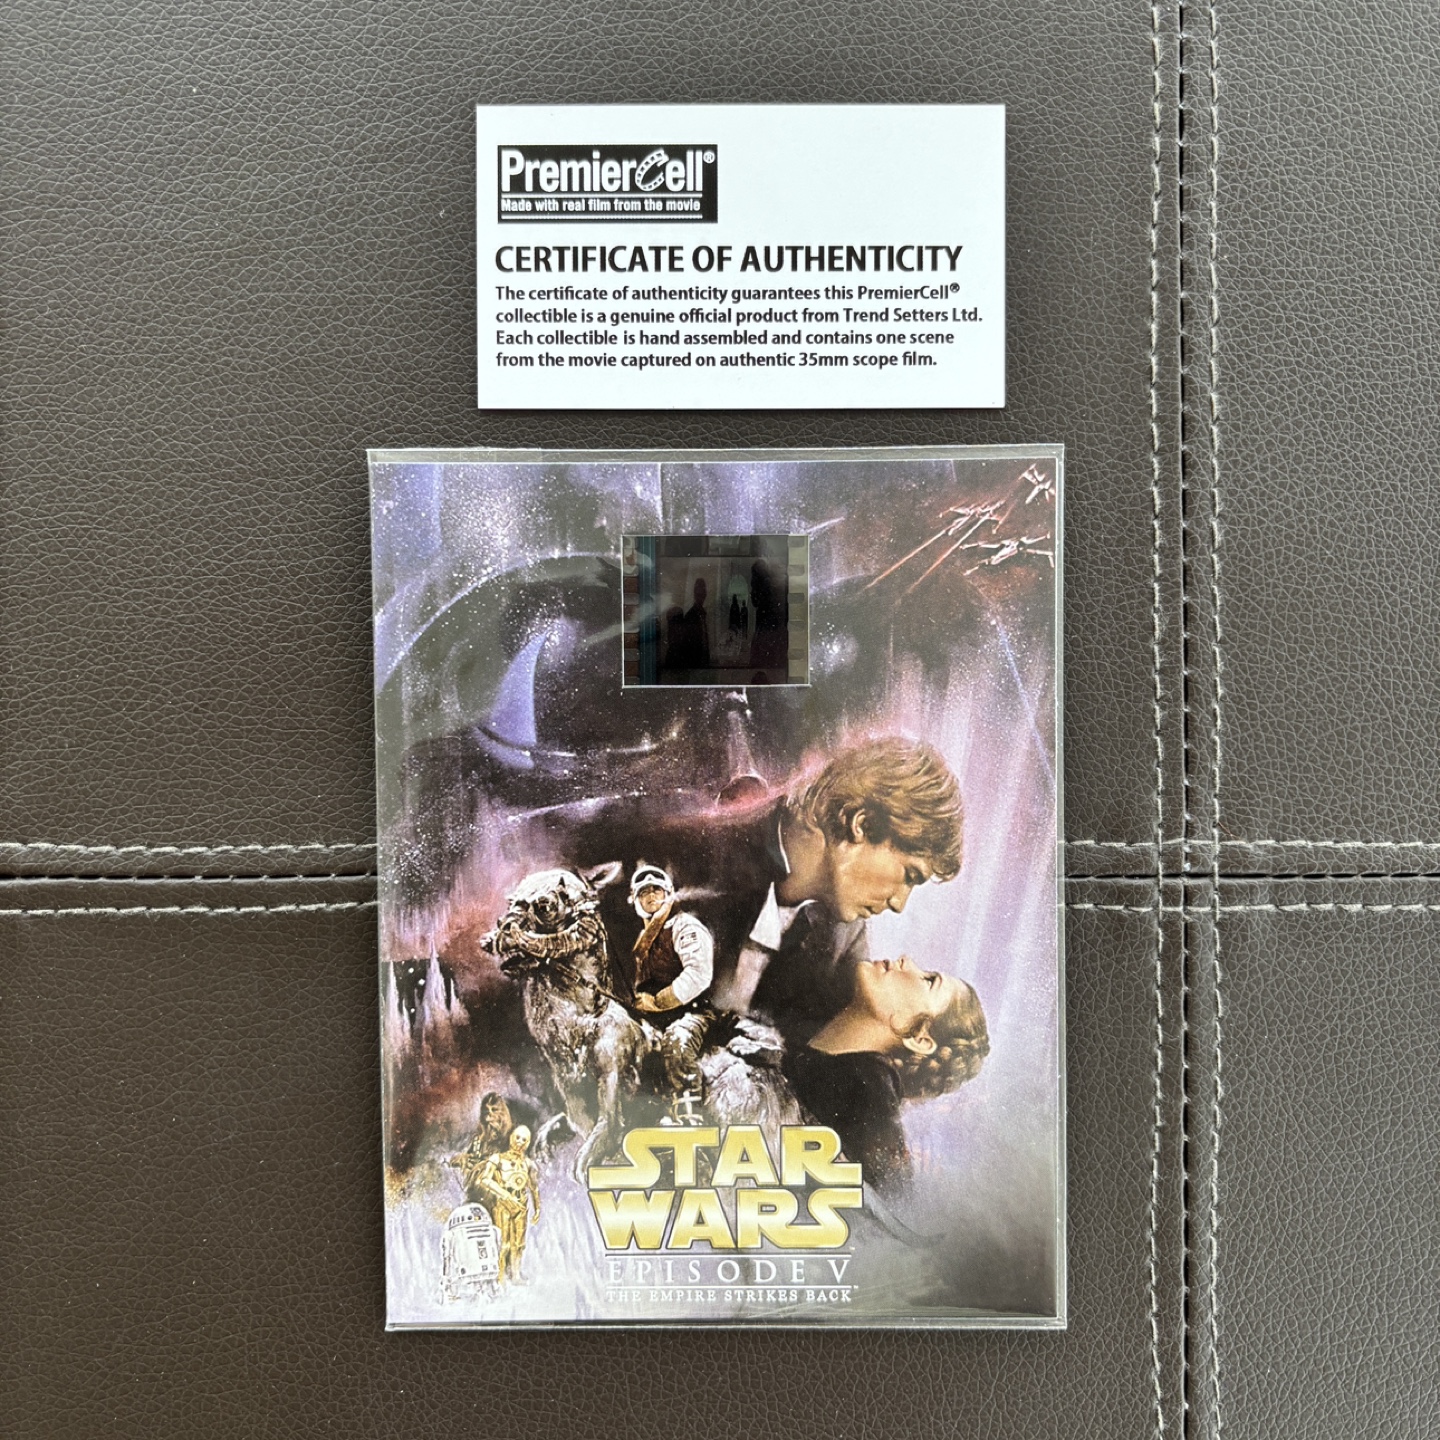 PremierCell®
Made with real film from the movie
CERTIFICATE OF AUTHENTICITY
The certificate of authenticity guarantees this PremierCell®
collectible is a genuine official product from Trend Setters Ltd.
Each collectible is hand assembled and contains one scene
from the movie captured on authentic 35mm scope film.
STAR
WARS
EPISODE V
THE EMPIRE STRIKES BACK™